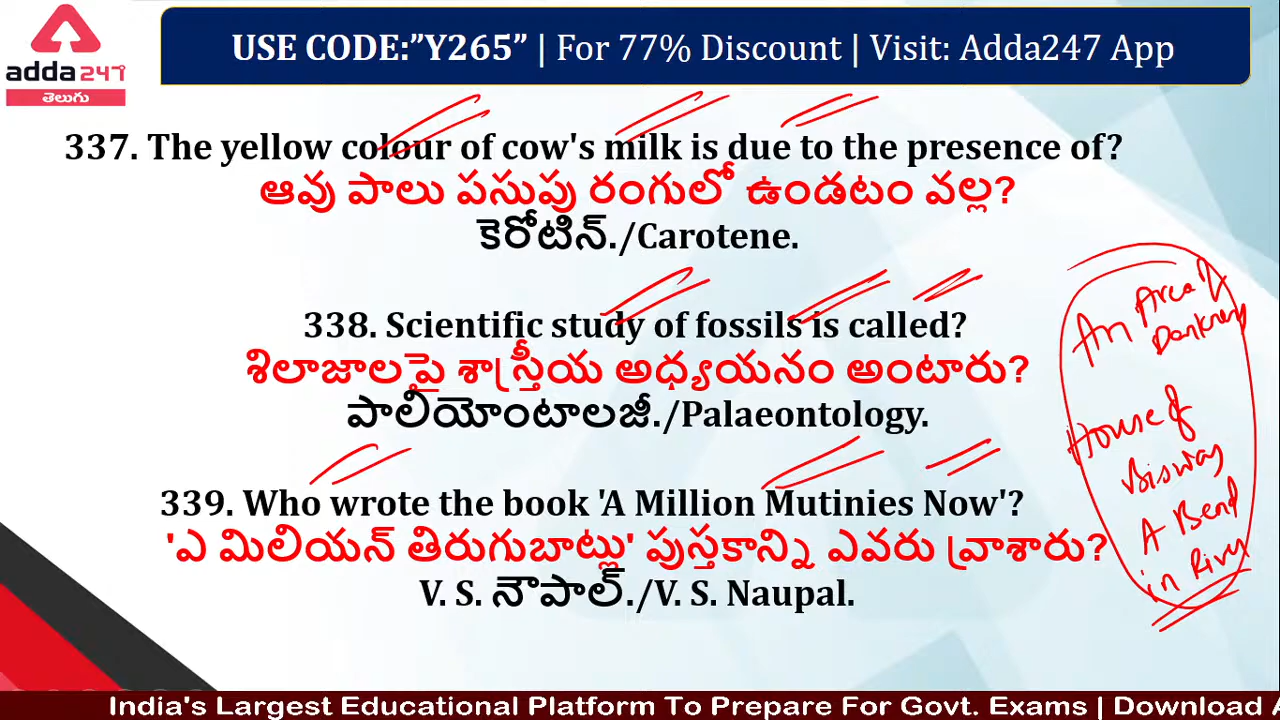 adda247
తెలుగు
USE CODE:”Y265” | For 77% Discount | Visit: Adda247 App
337. The yellow colour of cow's milk is due to the presence of?
ఆవు పాలు పసుపు రంగులో ఉండటం వల్ల?
కెరోటిన్./Carotene.
338. Scientific study of fossils is called?
శిలాజాలపై శాస్త్రీయ అధ్యయనం అంటారు?
పాలియోంటాలజీ./Palaeontology.
339. Who wrote the book 'A Million Mutinies Now'?
'ఎ మిలియన్ తిరుగుబాట్లు' పుస్తకాన్ని ఎవరు వ్రాశారు?
V. S. నౌపాల్./V. S. Naupal.
An Area of
House of
A Bend
in River
India's Largest Educational Platform To Prepare For Govt. Exams | Download A